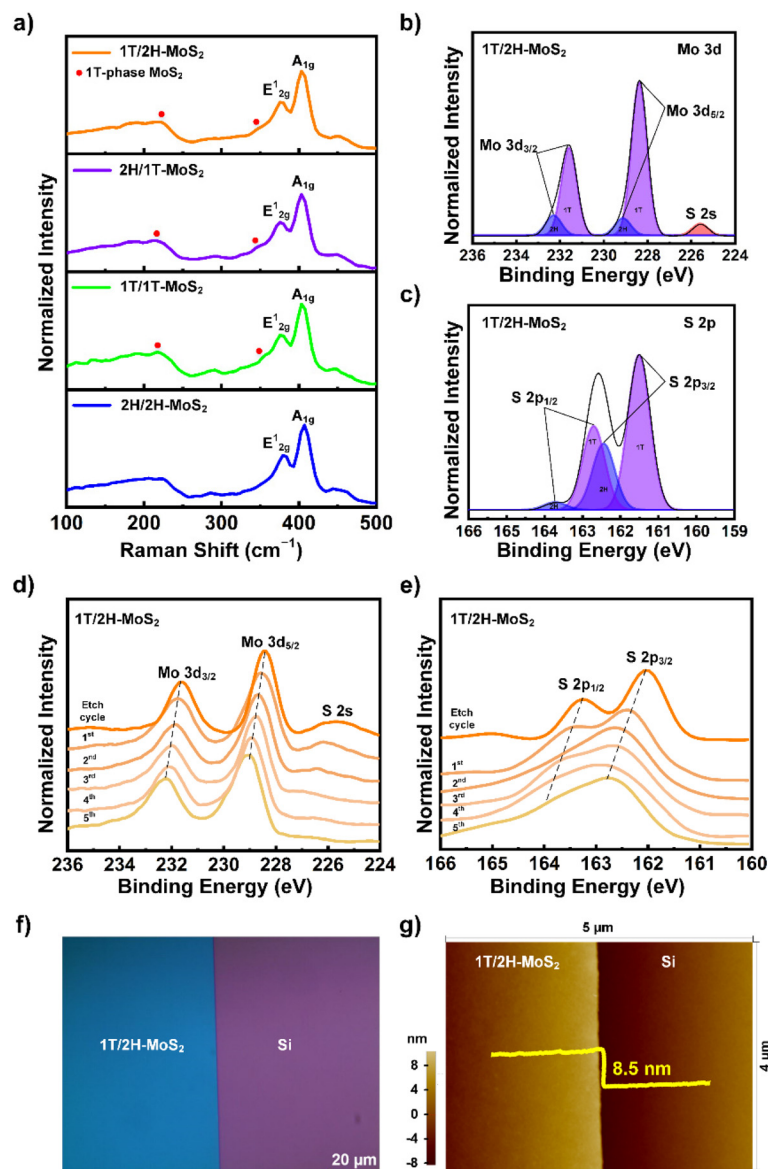 a)
1T/2H-MoS₂
1T-phase MoS₂
E¹₂g
A₁g
2H/1T-MoS₂
E¹₂g
A₁g
1T/1T-MoS₂
E¹₂g
A₁g
2H/2H-MoS₂
E¹₂g
A₁g
Normalized Intensity
100 200 300 400 500
Raman Shift (cm⁻¹)
b)
1T/2H-MoS₂ Mo 3d
Mo 3d₅/₂
Mo 3d₃/₂
S 2s
2H 1T 2H 1T
Normalized Intensity
236 234 232 230 228 226 224
Binding Energy (eV)
c)
1T/2H-MoS₂ S 2p
S 2p₃/₂
S 2p₁/₂
2H 1T 2H 1T
Normalized Intensity
166 165 164 163 162 161 160 159
Binding Energy (eV)
d)
1T/2H-MoS₂
Mo 3d₅/₂
Mo 3d₃/₂
S 2s
Etch
cycle
1ˢᵗ
2ⁿᵈ
3ʳᵈ
4ᵗʰ
5ᵗʰ
Normalized Intensity
236 234 232 230 228 226 224
Binding Energy (eV)
e)
1T/2H-MoS₂
S 2p₃/₂
S 2p₁/₂
Etch
cycle
1ˢᵗ
2ⁿᵈ
3ʳᵈ
4ᵗʰ
5ᵗʰ
Normalized Intensity
166 165 164 163 162 161 160
Binding Energy (eV)
f)
1T/2H-MoS₂ Si
20 µm
g)
5 µm
1T/2H-MoS₂ Si
8.5 nm
4 µm
nm
8
4
0
-4
-8